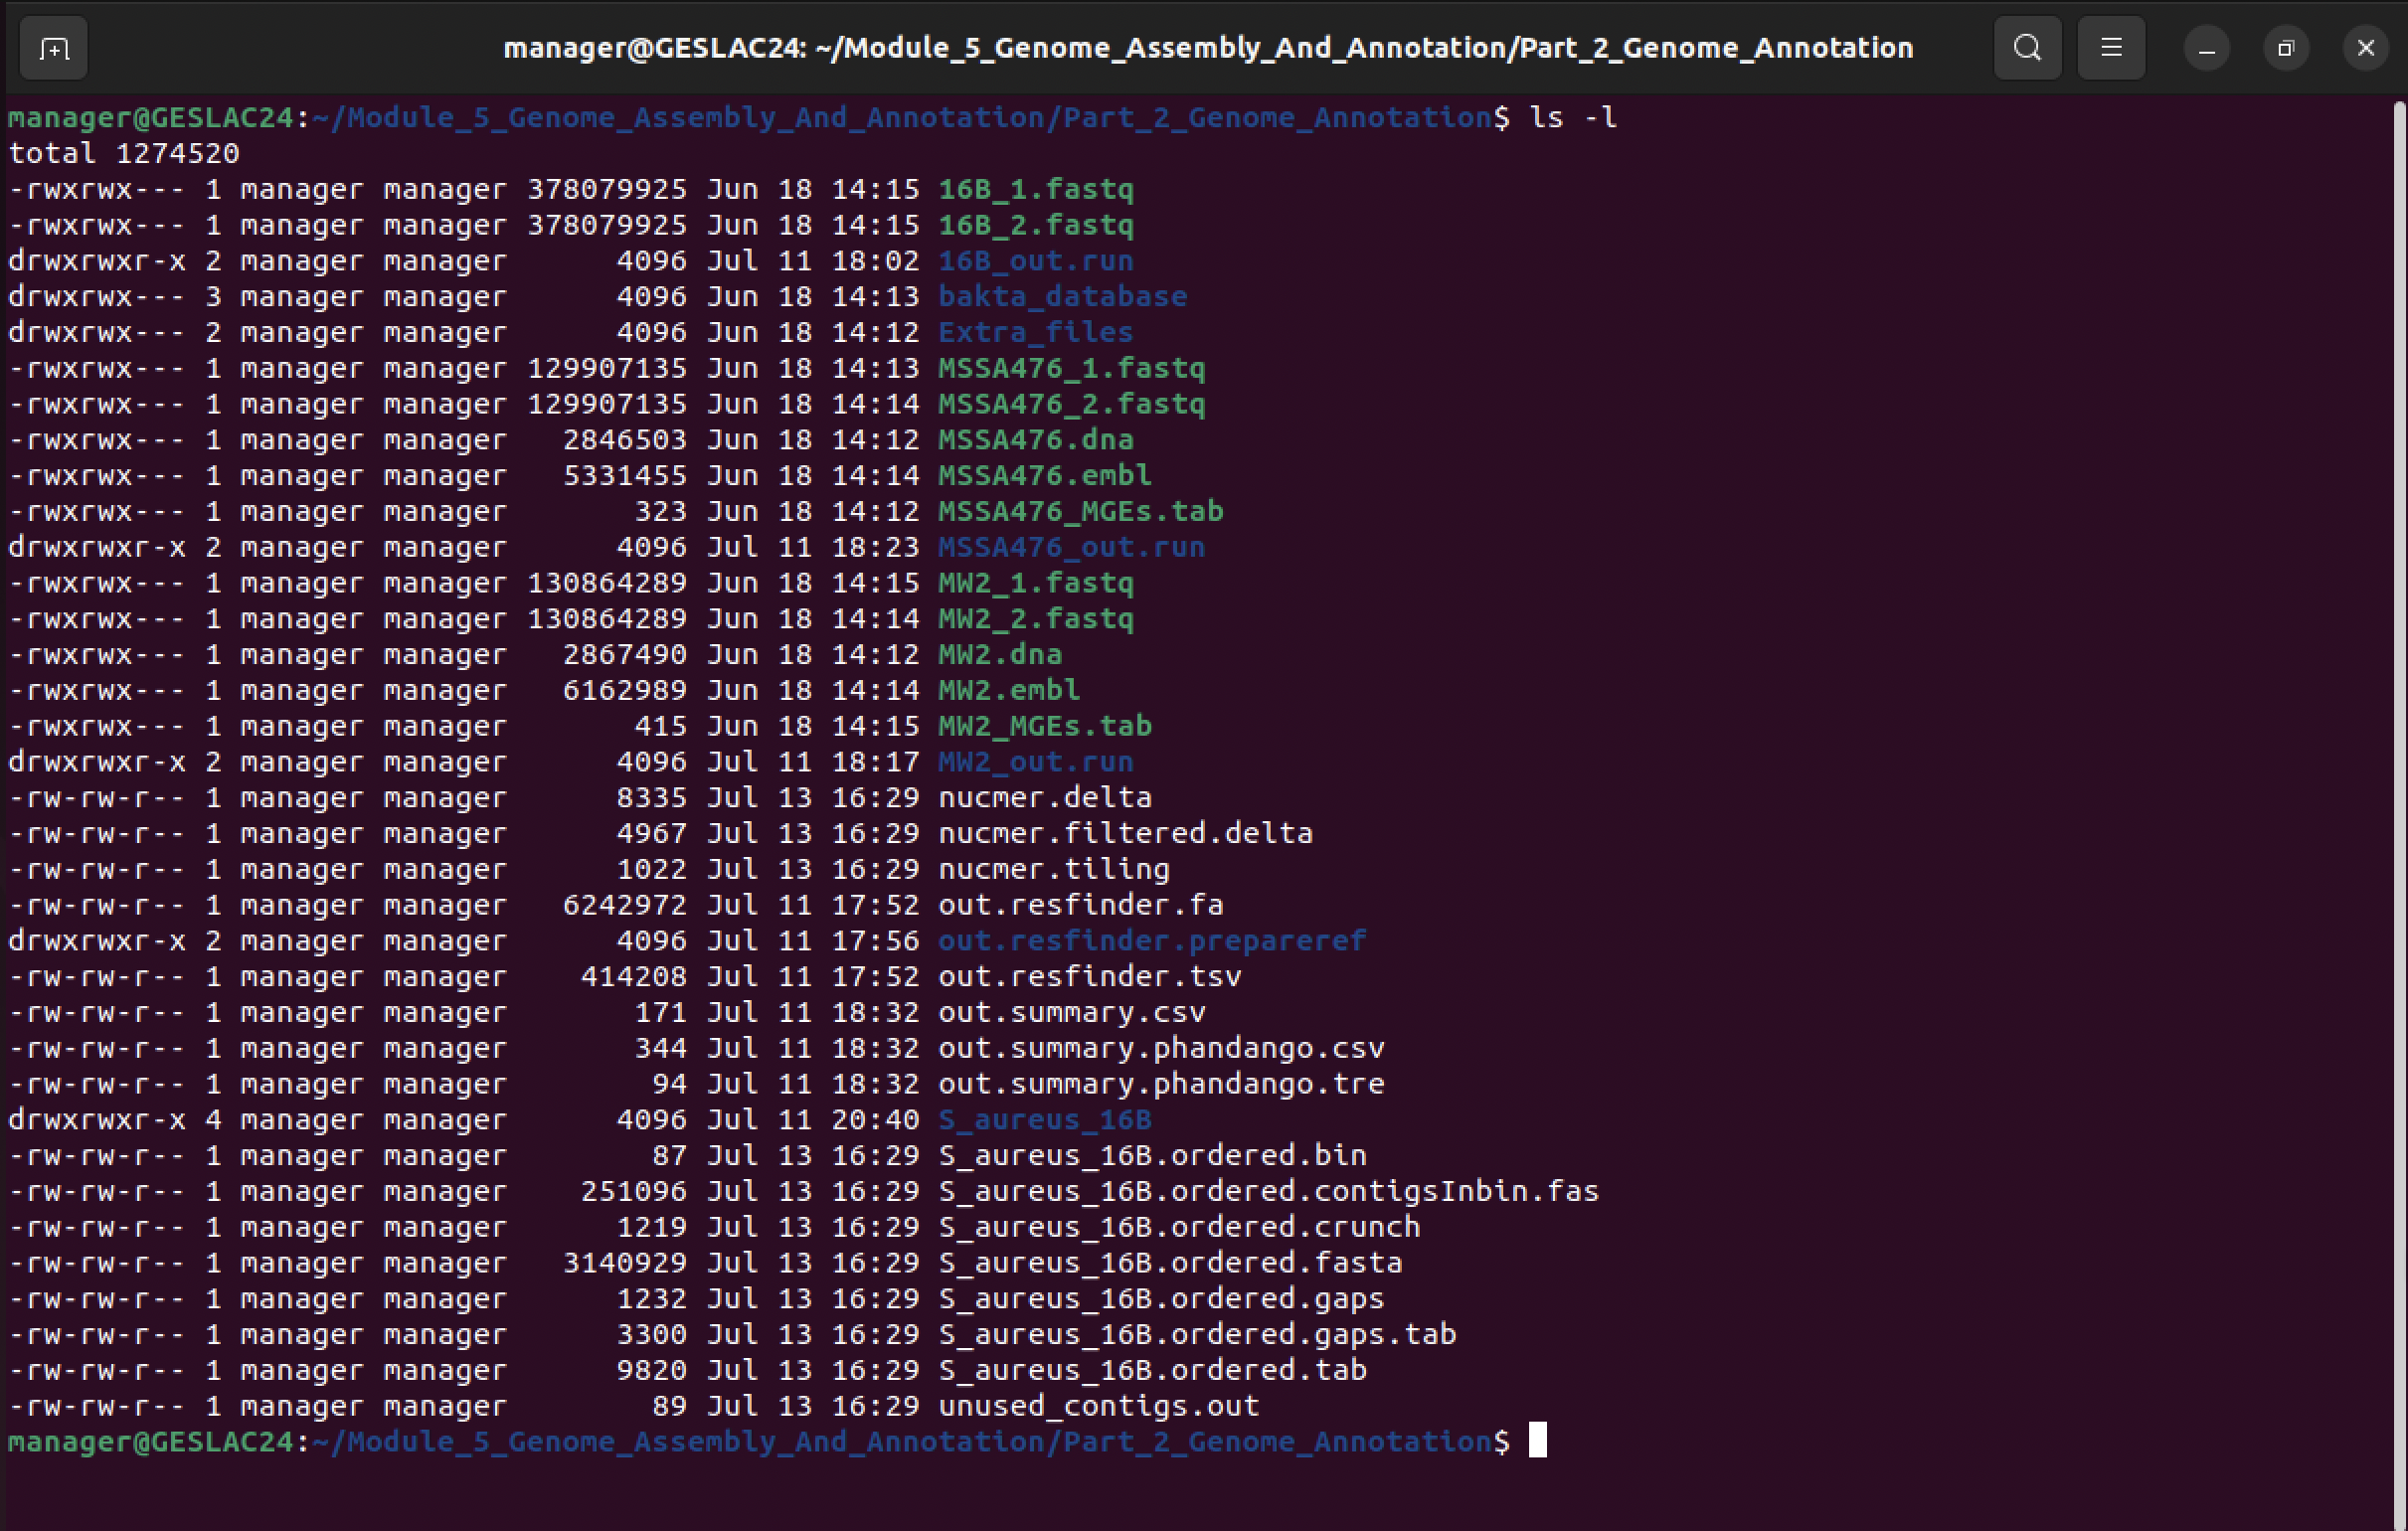 manager@GESLAC24: ~/Module_5_Genome_Assembly_And_Annotation/Part_2_Genome_Annotation
manager@GESLAC24:~/Module_5_Genome_Assembly_And_Annotation/Part_2_Genome_Annotation$ ls -l
total 1274520
-rwxrwx--- 1 manager manager 378079925 Jun 18 14:15 16B_1.fastq
-rwxrwx--- 1 manager manager 378079925 Jun 18 14:15 16B_2.fastq
drwxrwxr-x 2 manager manager      4096 Jul 11 18:02 16B_out.run
drwxrwx--- 3 manager manager      4096 Jun 18 14:13 bakta_database
drwxrwx--- 2 manager manager      4096 Jun 18 14:12 Extra_files
-rwxrwx--- 1 manager manager 129907135 Jun 18 14:13 MSSA476_1.fastq
-rwxrwx--- 1 manager manager 129907135 Jun 18 14:14 MSSA476_2.fastq
-rwxrwx--- 1 manager manager   2846503 Jun 18 14:12 MSSA476.dna
-rwxrwx--- 1 manager manager   5331455 Jun 18 14:14 MSSA476.embl
-rwxrwx--- 1 manager manager       323 Jun 18 14:12 MSSA476_MGEs.tab
drwxrwxr-x 2 manager manager      4096 Jul 11 18:23 MSSA476_out.run
-rwxrwx--- 1 manager manager 130864289 Jun 18 14:15 MW2_1.fastq
-rwxrwx--- 1 manager manager 130864289 Jun 18 14:14 MW2_2.fastq
-rwxrwx--- 1 manager manager   2867490 Jun 18 14:12 MW2.dna
-rwxrwx--- 1 manager manager   6162989 Jun 18 14:14 MW2.embl
-rwxrwx--- 1 manager manager       415 Jun 18 14:15 MW2_MGEs.tab
drwxrwxr-x 2 manager manager      4096 Jul 11 18:17 MW2_out.run
-rw-rw-r-- 1 manager manager      8335 Jul 13 16:29 nucmer.delta
-rw-rw-r-- 1 manager manager      4967 Jul 13 16:29 nucmer.filtered.delta
-rw-rw-r-- 1 manager manager      1022 Jul 13 16:29 nucmer.tiling
-rw-rw-r-- 1 manager manager   6242972 Jul 11 17:52 out.resfinder.fa
drwxrwxr-x 2 manager manager      4096 Jul 11 17:56 out.resfinder.prepareref
-rw-rw-r-- 1 manager manager    414208 Jul 11 17:52 out.resfinder.tsv
-rw-rw-r-- 1 manager manager       171 Jul 11 18:32 out.summary.csv
-rw-rw-r-- 1 manager manager       344 Jul 11 18:32 out.summary.phandango.csv
-rw-rw-r-- 1 manager manager        94 Jul 11 18:32 out.summary.phandango.tre
drwxrwxr-x 4 manager manager      4096 Jul 11 20:40 S_aureus_16B
-rw-rw-r-- 1 manager manager        87 Jul 13 16:29 S_aureus_16B.ordered.bin
-rw-rw-r-- 1 manager manager    251096 Jul 13 16:29 S_aureus_16B.ordered.contigsInbin.fas
-rw-rw-r-- 1 manager manager      1219 Jul 13 16:29 S_aureus_16B.ordered.crunch
-rw-rw-r-- 1 manager manager   3140929 Jul 13 16:29 S_aureus_16B.ordered.fasta
-rw-rw-r-- 1 manager manager      1232 Jul 13 16:29 S_aureus_16B.ordered.gaps
-rw-rw-r-- 1 manager manager      3300 Jul 13 16:29 S_aureus_16B.ordered.gaps.tab
-rw-rw-r-- 1 manager manager      9820 Jul 13 16:29 S_aureus_16B.ordered.tab
-rw-rw-r-- 1 manager manager        89 Jul 13 16:29 unused_contigs.out
manager@GESLAC24:~/Module_5_Genome_Assembly_And_Annotation/Part_2_Genome_Annotation$